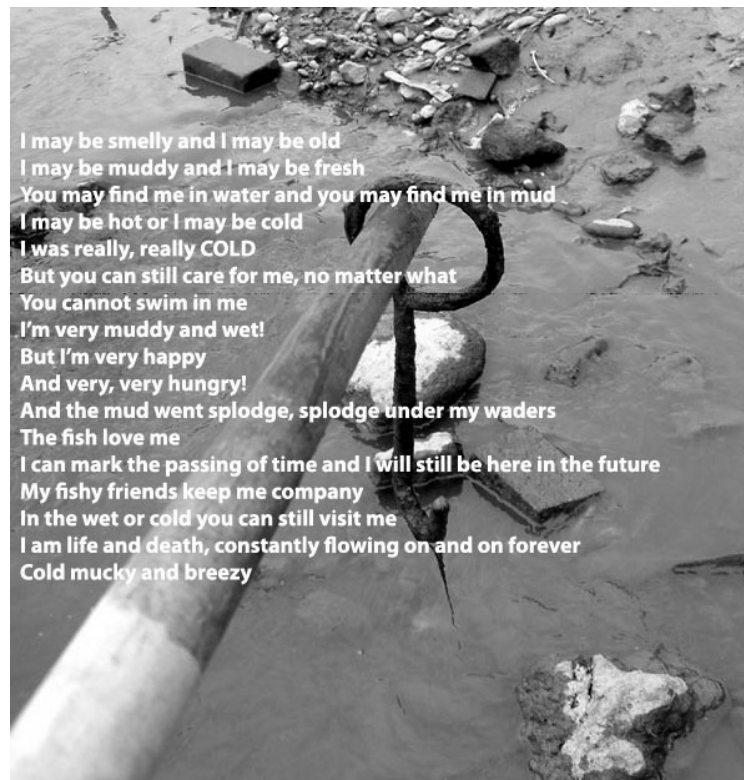 I may be smelly and I may be old
I may be muddy and I may be fresh
You may find me in water and you may find me in mud
I may be hot or I may be cold
I was really, really COLD
But you can still care for me, no matter what
You cannot swim in me
I'm very muddy and wet!
But I'm very happy
And very, very hungry!
And the mud went splodge, splodge under my waders
The fish love me
I can mark the passing of time and I will still be here in the future
My fishy friends keep me company
In the wet or cold you can still visit me
I am life and death, constantly flowing on and on forever
Cold mucky and breezy